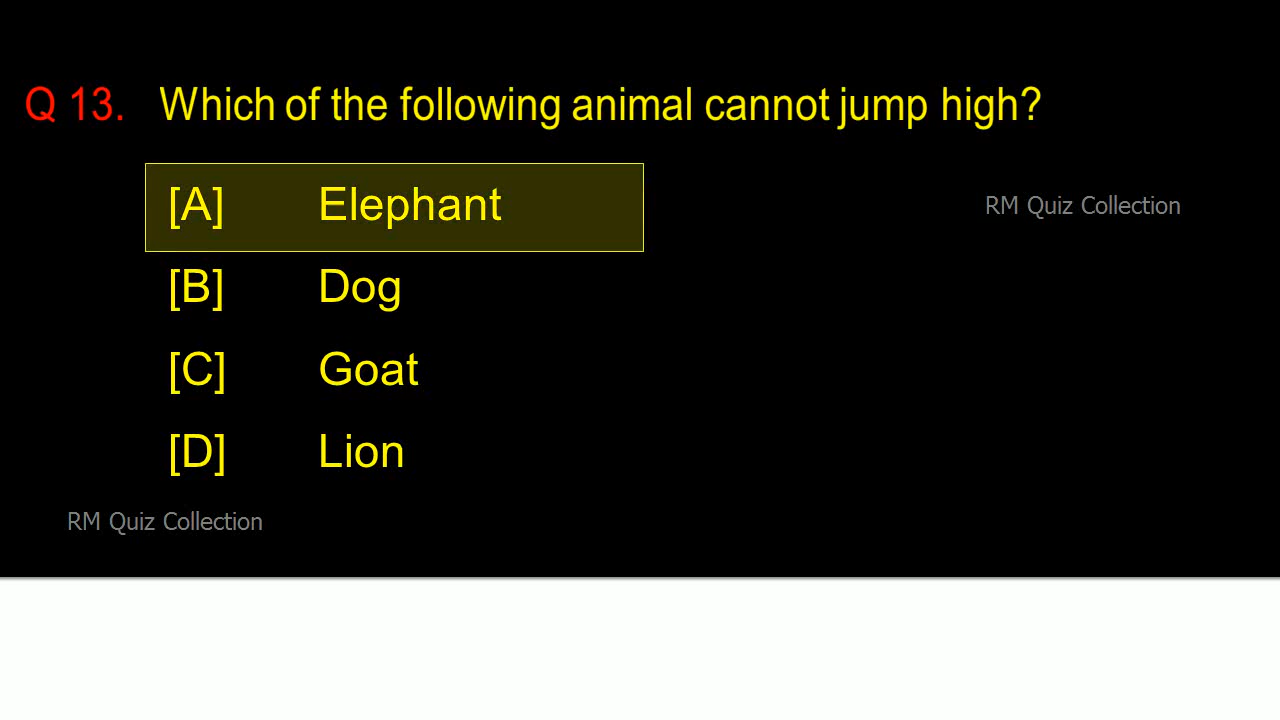 Q 13. Which of the following animal cannot jump high?
[A] Elephant
RM Quiz Collection
[B] Dog
[C] Goat
[D] Lion
RM Quiz Collection